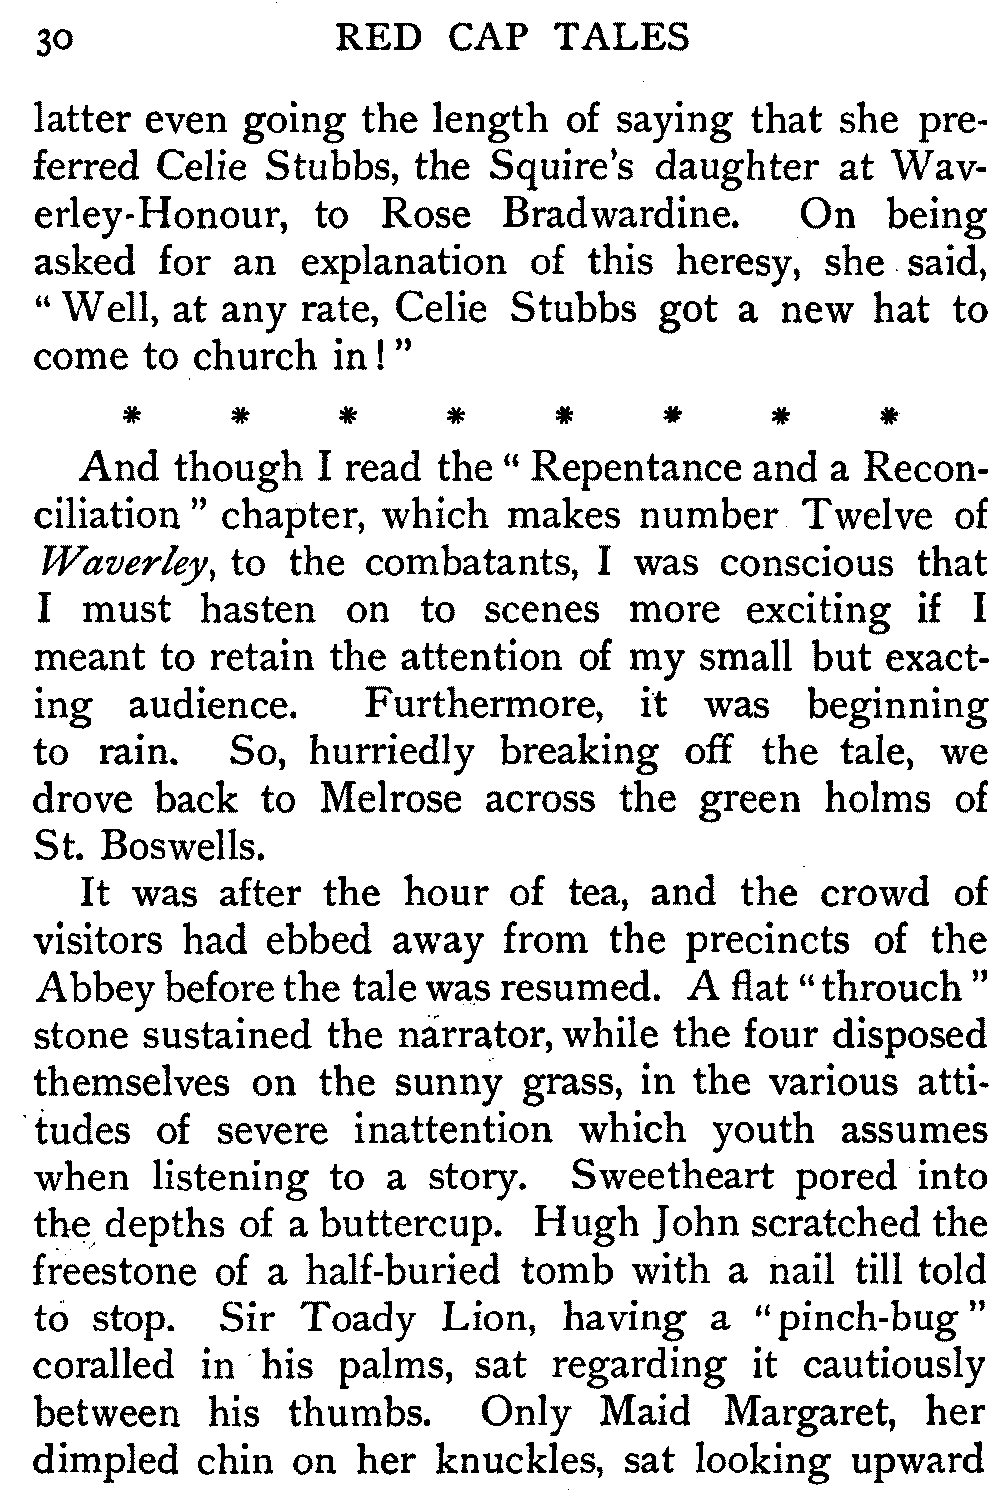 30 RED CAP TALES
latter even going the length of saying that she pre-
ferred Celie Stubbs, the Squire's daughter at Wav-
erley-Honour, to Rose Bradwardine. On being
asked for an explanation of this heresy, she said,
“ Well, at any rate, Celie Stubbs got a new hat to
come to church in ! ”
* * * * * * * *
And though I read the “ Repentance and a Recon-
ciliation ” chapter, which makes number Twelve of
Waverley, to the combatants, I was conscious that
I must hasten on to scenes more exciting if I
meant to retain the attention of my small but exact-
ing audience. Furthermore, it was beginning
to rain. So, hurriedly breaking off the tale, we
drove back to Melrose across the green holms of
St. Boswells.
It was after the hour of tea, and the crowd of
visitors had ebbed away from the precincts of the
Abbey before the tale was resumed. A flat “ throuch ”
stone sustained the narrator, while the four disposed
themselves on the sunny grass, in the various atti-
tudes of severe inattention which youth assumes
when listening to a story. Sweetheart pored into
the depths of a buttercup. Hugh John scratched the
freestone of a half-buried tomb with a nail till told
to stop. Sir Toady Lion, having a “ pinch-bug ”
coralled in his palms, sat regarding it cautiously
between his thumbs. Only Maid Margaret, her
dimpled chin on her knuckles, sat looking upward